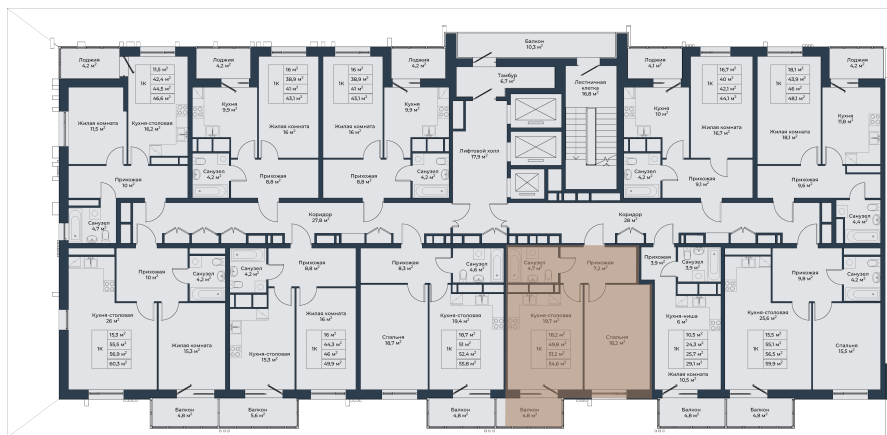 Балкон
10,3 м²
Лоджия
4,2 м²
1К
11,5 м²
42,4 м²
44,5 м²
46,6 м²
Лоджия
4,2 м²
1К
16 м²
38,9 м²
41 м²
43,1 м²
1К
16 м²
38,9 м²
41 м²
43,1 м²
Лоджия
4,2 м²
Тамбур
6,7 м²
Лестничная
клетка
16,8 м²
Лоджия
4,1 м²
1К
16,7 м²
40 м²
42,1 м²
44,1 м²
1К
18,1 м²
43,9 м²
46 м²
48,1 м²
Лоджия
4,2 м²
Жилая комната
11,5 м²
Кухня-столовая
16,2 м²
Кухня
9,9 м²
Жилая комната
16 м²
Жилая комната
16 м²
Кухня
9,9 м²
Лифтовой холл
17,9 м²
Кухня
10 м²
Жилая комната
16,7 м²
Жилая комната
18,1 м²
Кухня
11,8 м²
Прихожая
10 м²
Санузел
4,2 м²
Прихожая
8,8 м²
Прихожая
8,8 м²
Санузел
4,2 м²
Санузел
4,2 м²
Прихожая
9,1 м²
Прихожая
9,6 м²
Санузел
4,7 м²
Коридор
27,8 м²
Коридор
28 м²
Санузел
4,4 м²
Прихожая
10 м²
Санузел
4,2 м²
Санузел
4,2 м²
Прихожая
8,8 м²
Прихожая
8,3 м²
Санузел
4,6 м²
Санузел
4,7 м²
Прихожая
7,2 м²
Прихожая
3,9 м²
Санузел
3,9 м²
Прихожая
9,8 м²
Санузел
4,2 м²
Кухня-столовая
26 м²
1К
15,3 м²
55,5 м²
56,9 м²
60,3 м²
Жилая комната
15,3 м²
Кухня-столовая
15,3 м²
Жилая комната
16 м²
1К
16 м²
44,3 м²
46 м²
49,9 м²
Спальня
18,7 м²
Кухня-столовая
19,4 м²
1К
18,7 м²
51 м²
52,4 м²
55,8 м²
Кухня-столовая
19,7 м²
1К
18,2 м²
49,8 м²
51,2 м²
54,6 м²
Спальня
18,2 м²
Кухня-ниша
6 м²
1К
10,5 м²
24,3 м²
25,7 м²
29,1 м²
Жилая комната
10,5 м²
Кухня-столовая
25,6 м²
1К
15,5 м²
55,1 м²
56,5 м²
59,9 м²
Спальня
15,5 м²
Балкон
4,8 м²
Балкон
5,6 м²
Балкон
4,8 м²
Балкон
4,8 м²
Балкон
4,8 м²
Балкон
4,8 м²